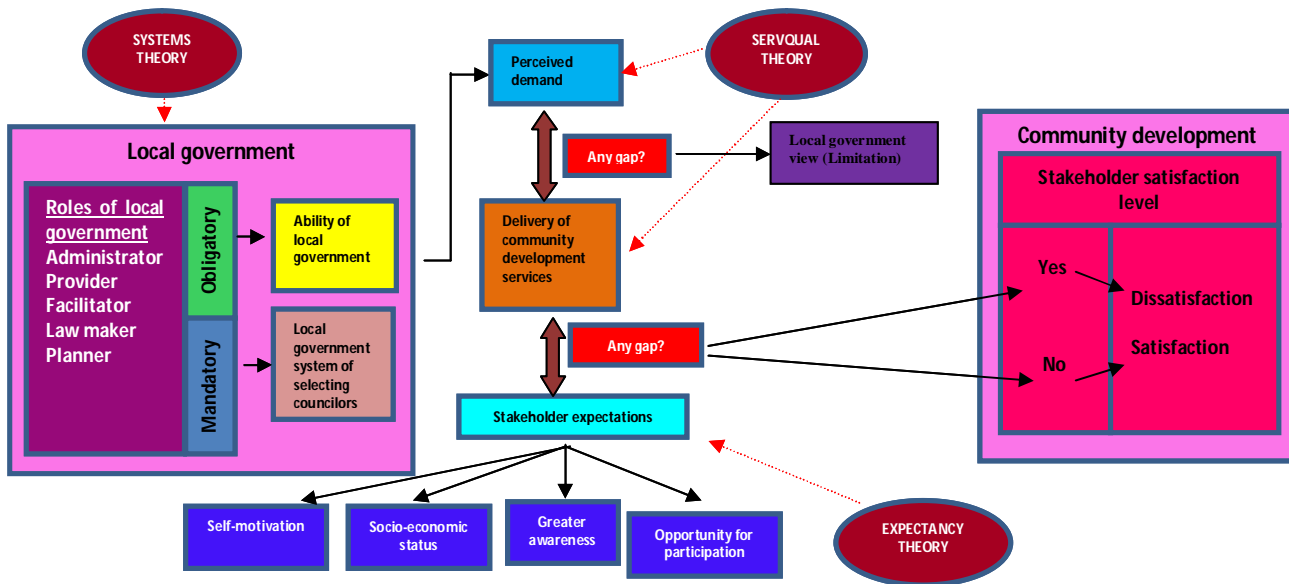 SYSTEMS
THEORY
SERVQUAL
THEORY
Perceived
demand
Local government
Roles of local
government
Administrator
Provider
Facilitator
Law maker
Planner
Obligatory
Mandatory
Ability of
local
government
Local
government
system of
selecting
councilors
Any gap?
Local government
view (Limitation)
Delivery of
community
development
services
Any gap?
Stakeholder expectations
Self-motivation
Socio-economic
status
Greater
awareness
Opportunity for
participation
EXPECTANCY
THEORY
Community development
Stakeholder satisfaction
level
Yes
Dissatisfaction
No
Satisfaction